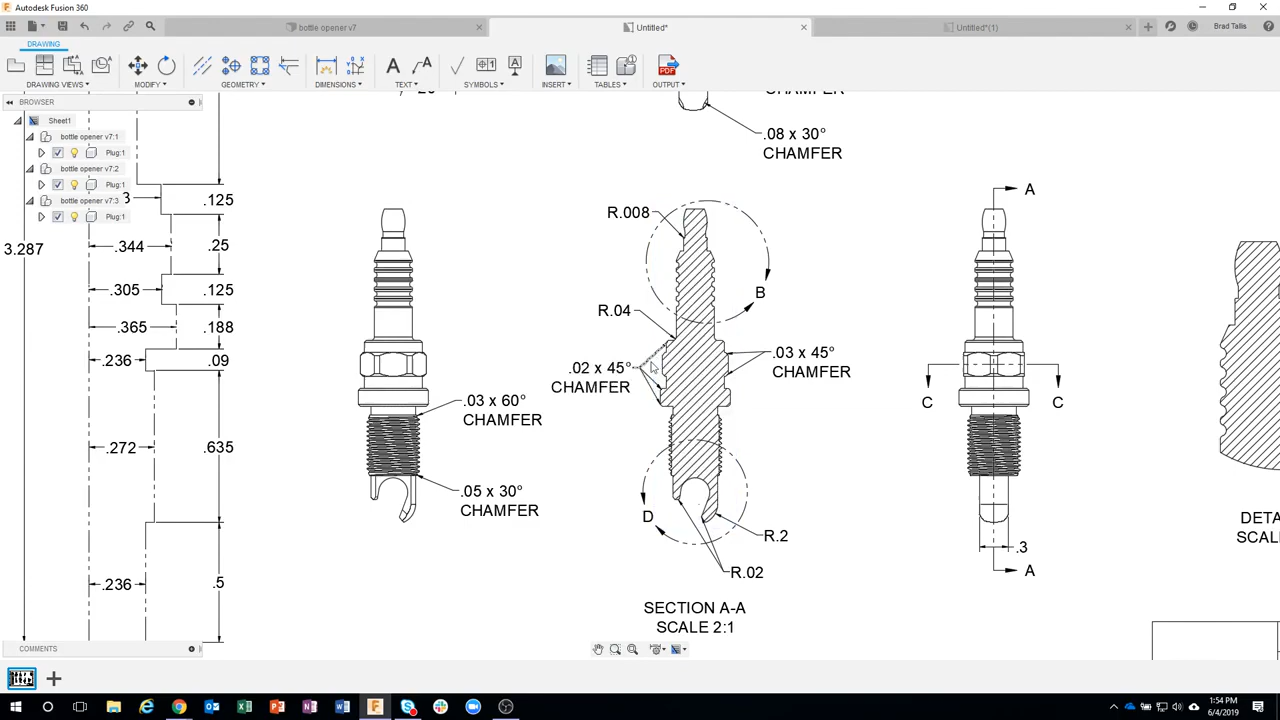 Autodesk Fusion 360
bottle opener v7
Untitled*
Untitled*(1)
Brad Tallis
DRAWING
DRAWING VIEWS
MODIFY
GEOMETRY
DIMENSIONS
TEXT
SYMBOLS
INSERT
TABLES
OUTPUT
PDF
BROWSER
Sheet1
bottle opener v7:1
Plug:1
bottle opener v7:2
Plug:1
bottle opener v7:3
Plug:1
3.287
.125
.344
.25
.305
.125
.365
.188
.236
.09
.272
.635
.236
.5
CHAMFER
.08 x 30°
CHAMFER
R.008
B
R.04
.02 x 45°
CHAMFER
.03 x 45°
CHAMFER
.03 x 60°
CHAMFER
.05 x 30°
CHAMFER
D
R.2
R.02
SECTION A-A
SCALE 2:1
A
C
C
.3
A
DETA
SCALE
COMMENTS
1:54 PM
6/4/2019